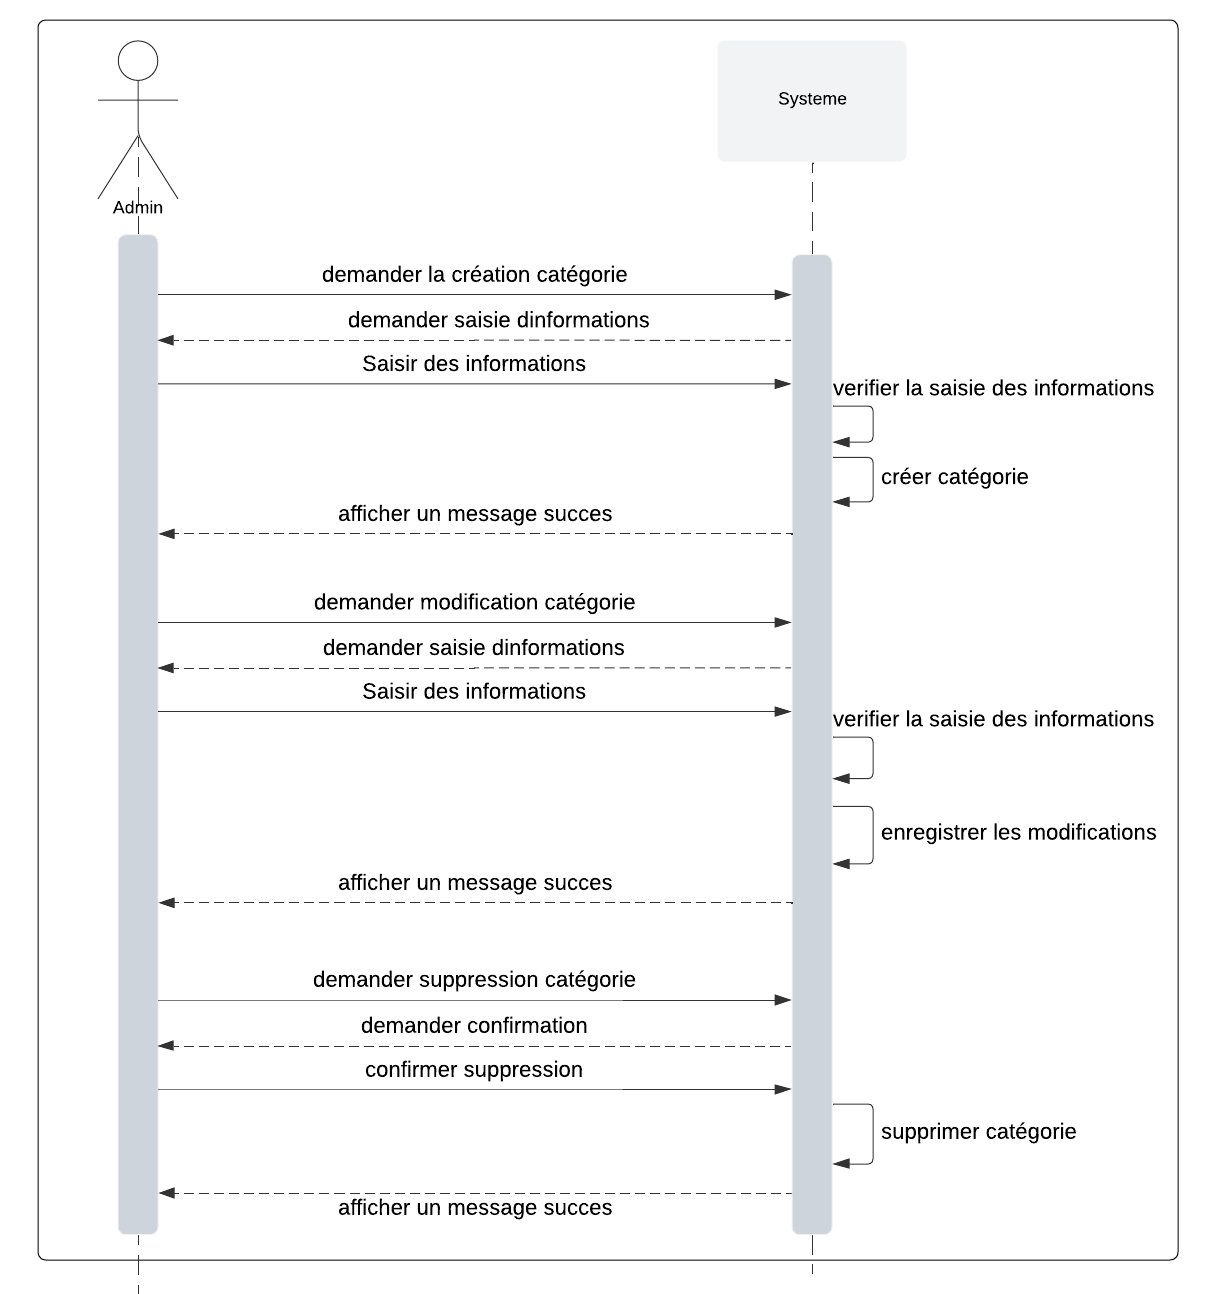 Systeme
Admin
demander la création catégorie
demander saisie dinformations
Saisir des informations
verifier la saisie des informations
créer catégorie
afficher un message succes
demander modification catégorie
demander saisie dinformations
Saisir des informations
verifier la saisie des informations
enregistrer les modifications
afficher un message succes
demander suppression catégorie
demander confirmation
confirmer suppression
supprimer catégorie
afficher un message succes